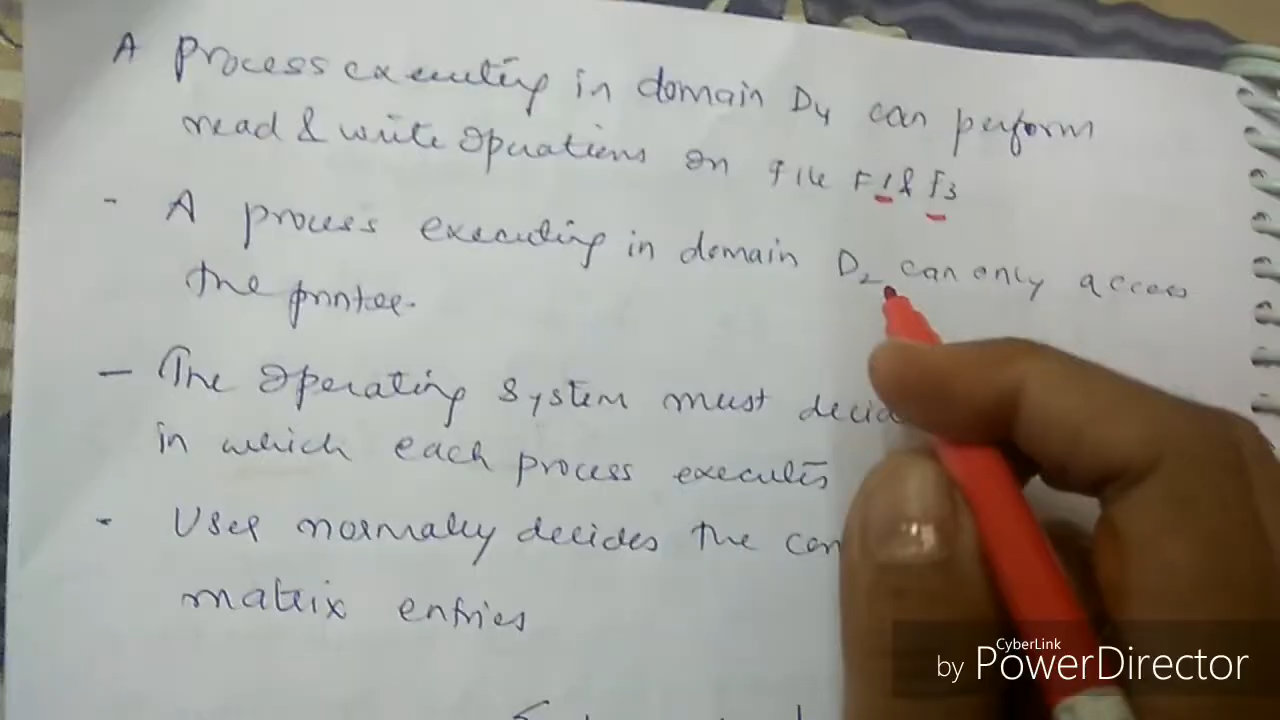 A process executing in domain D4 can perform
read & write operations on file F1 & F3
- A process executing in domain D2 can only access
the printer.
- The Operating System must decid
in which each process executes
- User normally decides the con
matrix entries
CyberLink
by PowerDirector